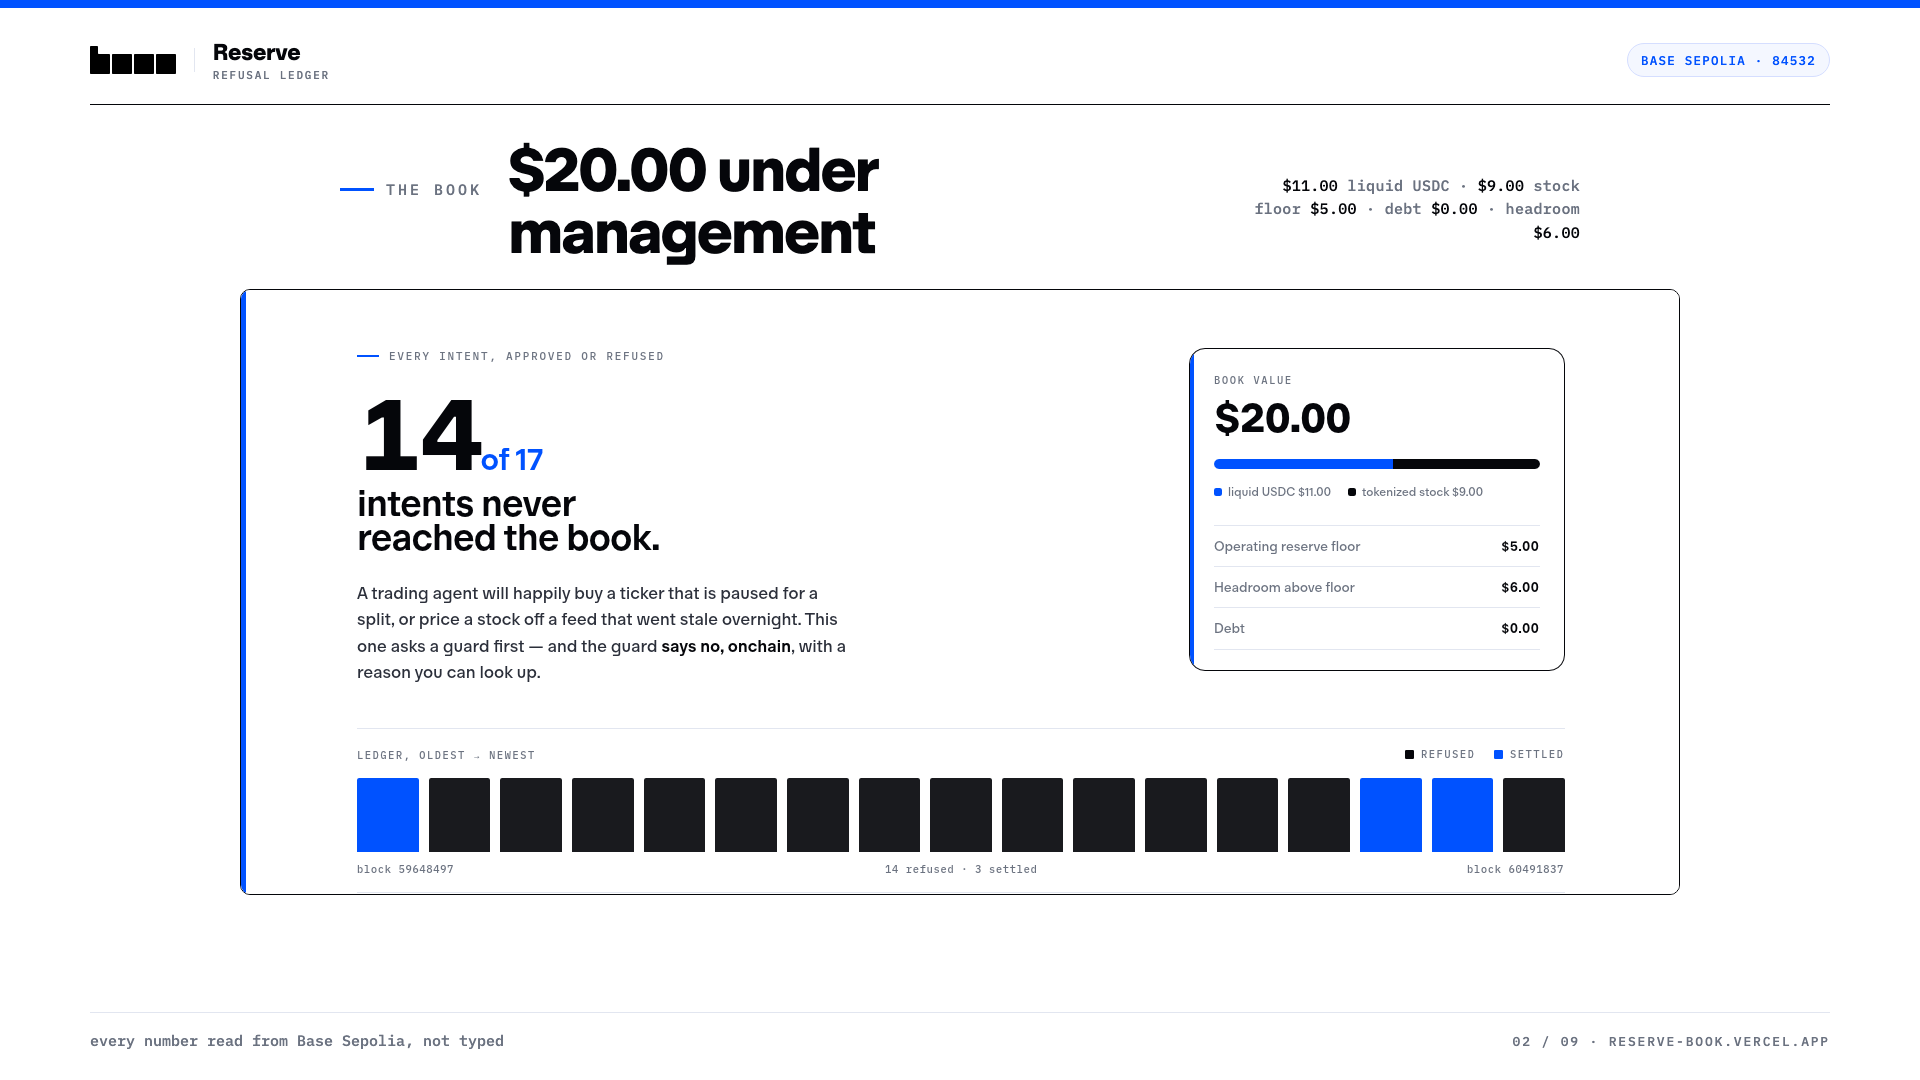 Reserve
REFUSAL LEDGER
BASE SEPOLIA · 84532
THE BOOK
$20.00 under
management
$11.00 liquid USDC · $9.00 stock
floor $5.00 · debt $0.00 · headroom
$6.00
EVERY INTENT, APPROVED OR REFUSED
14 of 17
intents never
reached the book.
A trading agent will happily buy a ticker that is paused for a
split, or price a stock off a feed that went stale overnight. This
one asks a guard first — and the guard says no, onchain, with a
reason you can look up.
BOOK VALUE
$20.00
liquid USDC $11.00 tokenized stock $9.00
Operating reserve floor $5.00
Headroom above floor $6.00
Debt $0.00
LEDGER, OLDEST → NEWEST
REFUSED SETTLED
block 59648497
14 refused · 3 settled
block 60491837
every number read from Base Sepolia, not typed
02 / 09 · RESERVE-BOOK.VERCEL.APP